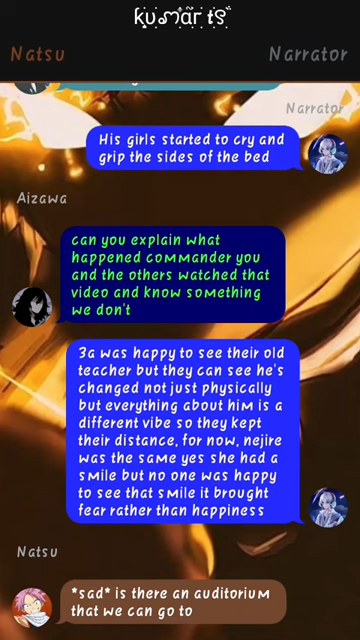 kumar ts
Natsu Narrator
Narrator
His girls started to cry and
grip the sides of the bed
Aizawa
can you explain what
happened commander you
and the others watched that
video and know something
we don't
3a was happy to see their old
teacher but they can see he's
changed not just physically
but everything about him is a
different vibe so they kept
their distance, for now, nejire
was the same yes she had a
smile but no one was happy
to see that smile it brought
fear rather than happiness
Natsu
*sad* is there an auditorium
that we can go to